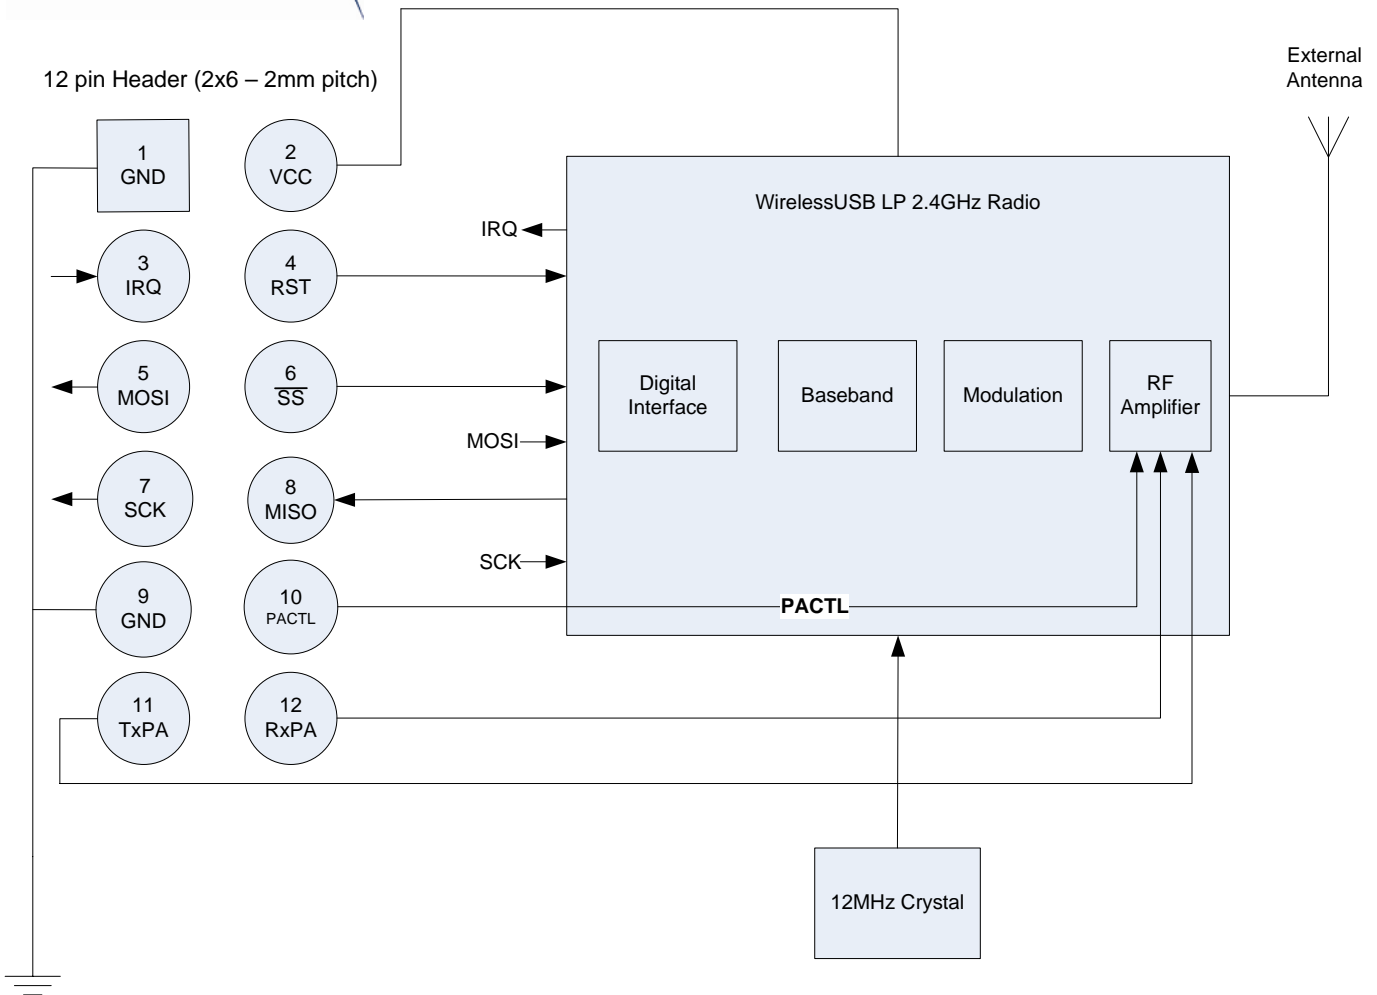 External
Antenna
12 pin Header (2x6 – 2mm pitch)
1
GND
2
VCC
WirelessUSB LP 2.4GHz Radio
IRQ
3
IRQ
4
RST
5
MOSI
6
SS
Digital
Interface
Baseband
Modulation
RF
Amplifier
MOSI
7
SCK
8
MISO
SCK
9
GND
10
PACTL
PACTL
11
TxPA
12
RxPA
12MHz Crystal